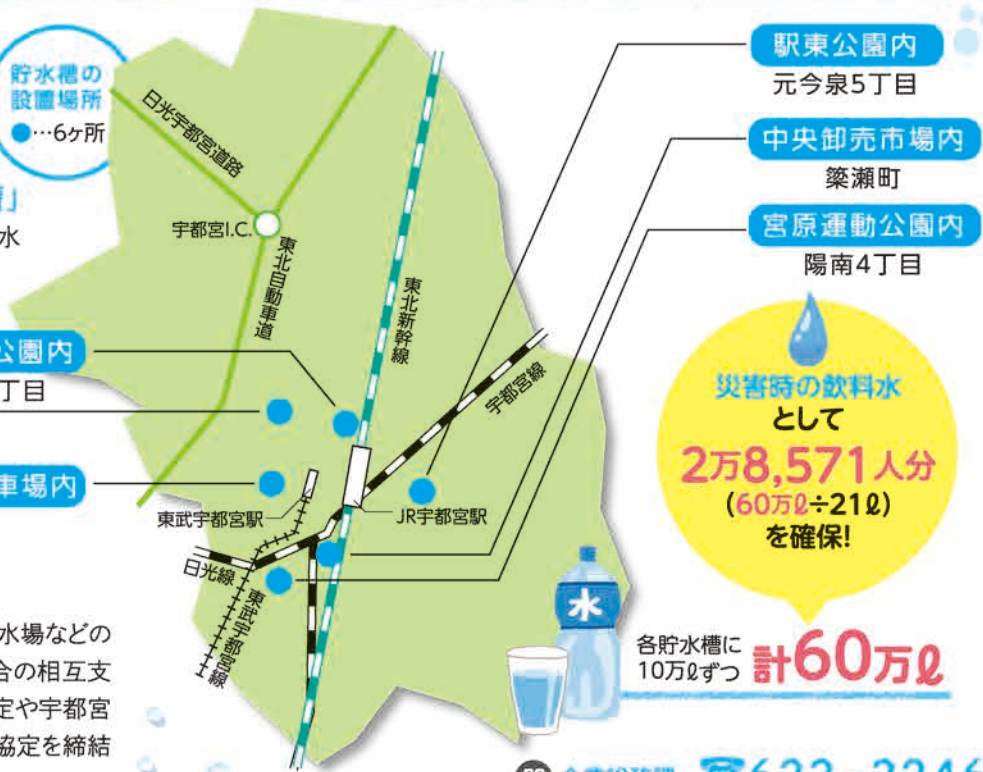 貯水槽の
設置場所
●…6ヶ所
」
水
公園内
丁目
車場内
水場などの
合の相互支
定や宇都宮
協定を締結
日光宇都宮道路
宇都宮I.C.
東北自動車道
東北新幹線
宇都宮線
東武宇都宮駅
JR宇都宮駅
日光線
東武宇都宮線
駅東公園内
元今泉5丁目
中央卸売市場内
簗瀬町
宮原運動公園内
陽南4丁目
災害時の飲料水
として
2万8,571人分
(60万ℓ÷21ℓ)
を確保!
水
各貯水槽に
10万ℓずつ
計60万ℓ